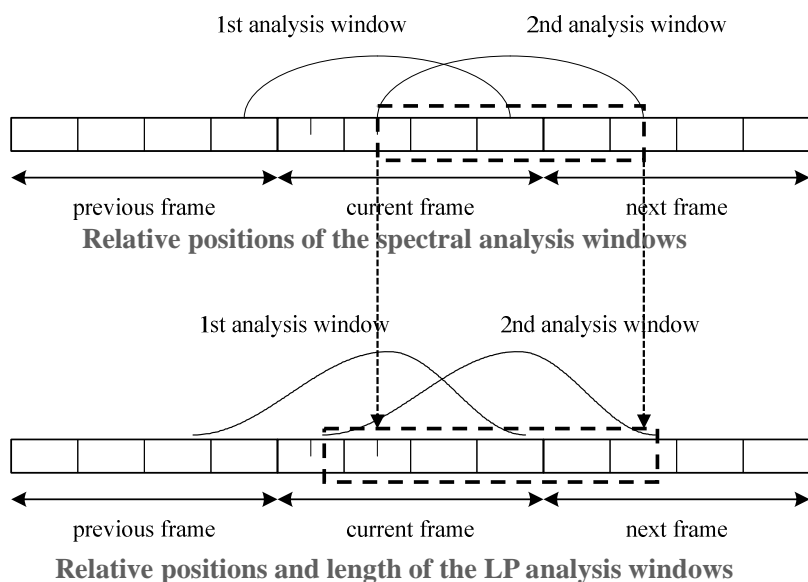 1st analysis window 2nd analysis window
previous frame current frame next frame
Relative positions of the spectral analysis windows
1st analysis window 2nd analysis window
previous frame current frame next frame
Relative positions and length of the LP analysis windows